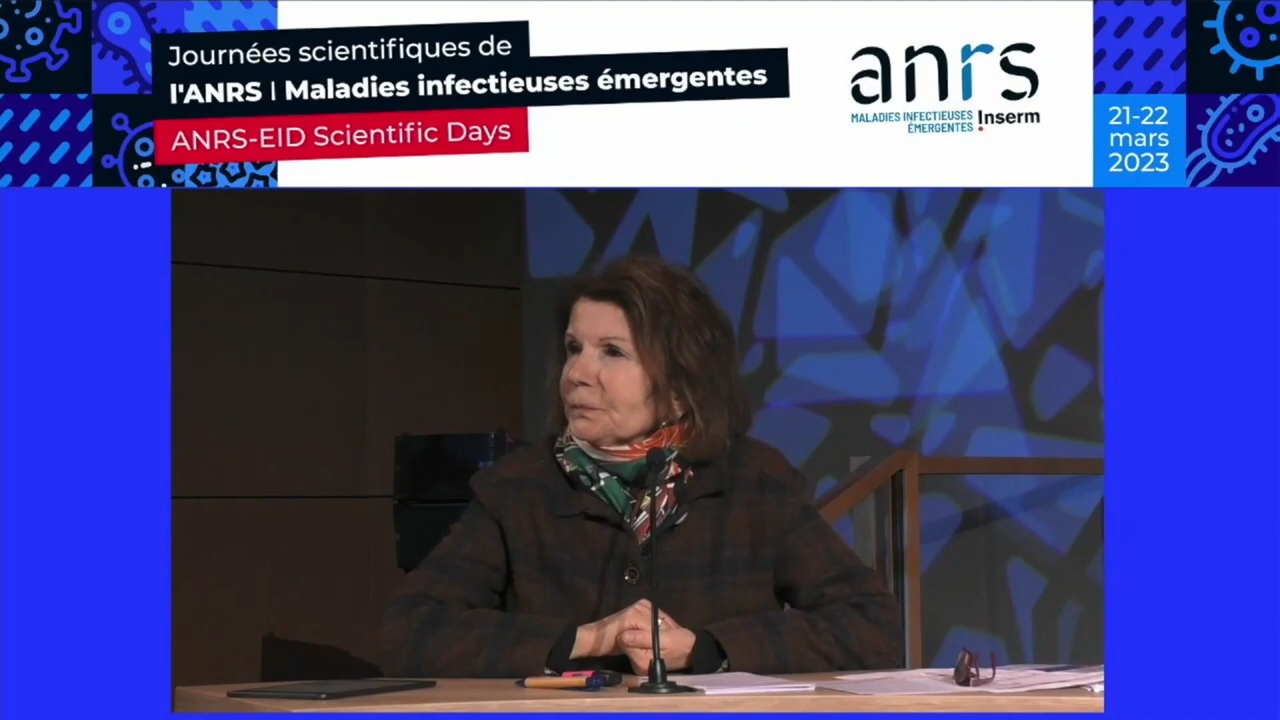 Journées scientifiques de
l'ANRS | Maladies infectieuses émergentes
ANRS-EID Scientific Days
anrs
MALADIES INFECTIEUSES
ÉMERGENTES
Inserm
21-22
mars
2023